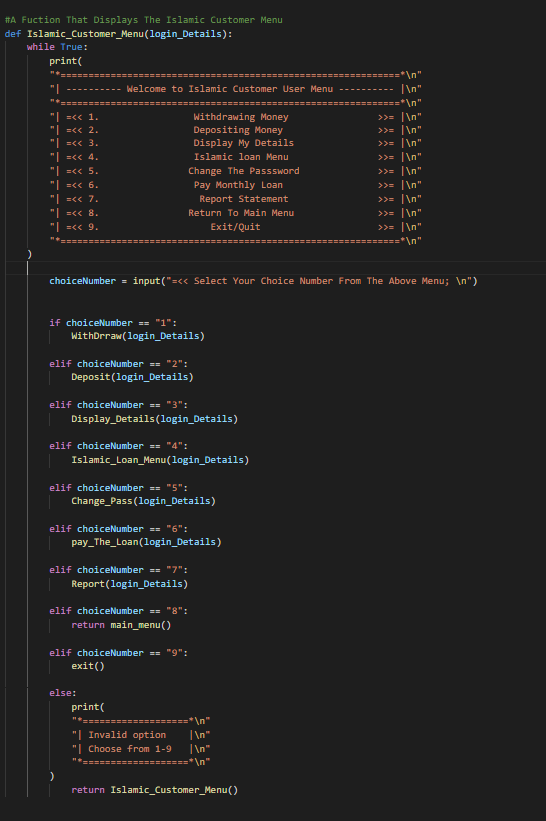 #A Fuction That Displays The Islamic Customer Menu
def Islamic_Customer_Menu(login_Details):
while True:
print(
"*=============================================================*\n"
"| ---------- Welcome to Islamic Customer User Menu ---------- |\n"
"*=============================================================*\n"
"| =<< 1.                 Withdrawing Money                >>= |\n"
"| =<< 2.                 Depositing Money                 >>= |\n"
"| =<< 3.                 Display My Details               >>= |\n"
"| =<< 4.                 Islamic loan Menu                >>= |\n"
"| =<< 5.                Change The Passsword              >>= |\n"
"| =<< 6.                 Pay Monthly Loan                 >>= |\n"
"| =<< 7.                  Report Statement                >>= |\n"
"| =<< 8.                Return To Main Menu               >>= |\n"
"| =<< 9.                    Exit/Quit                     >>= |\n"
"*=============================================================*\n"
)
choiceNumber = input("=<< Select Your Choice Number From The Above Menu; \n")
if choiceNumber == "1":
WithDrraw(login_Details)
elif choiceNumber == "2":
Deposit(login_Details)
elif choiceNumber == "3":
Display_Details(login_Details)
elif choiceNumber == "4":
Islamic_Loan_Menu(login_Details)
elif choiceNumber == "5":
Change_Pass(login_Details)
elif choiceNumber == "6":
pay_The_Loan(login_Details)
elif choiceNumber == "7":
Report(login_Details)
elif choiceNumber == "8":
return main_menu()
elif choiceNumber == "9":
exit()
else:
print(
"*===================*\n"
"| Invalid option    |\n"
"| Choose from 1-9   |\n"
"*===================*\n"
)
return Islamic_Customer_Menu()